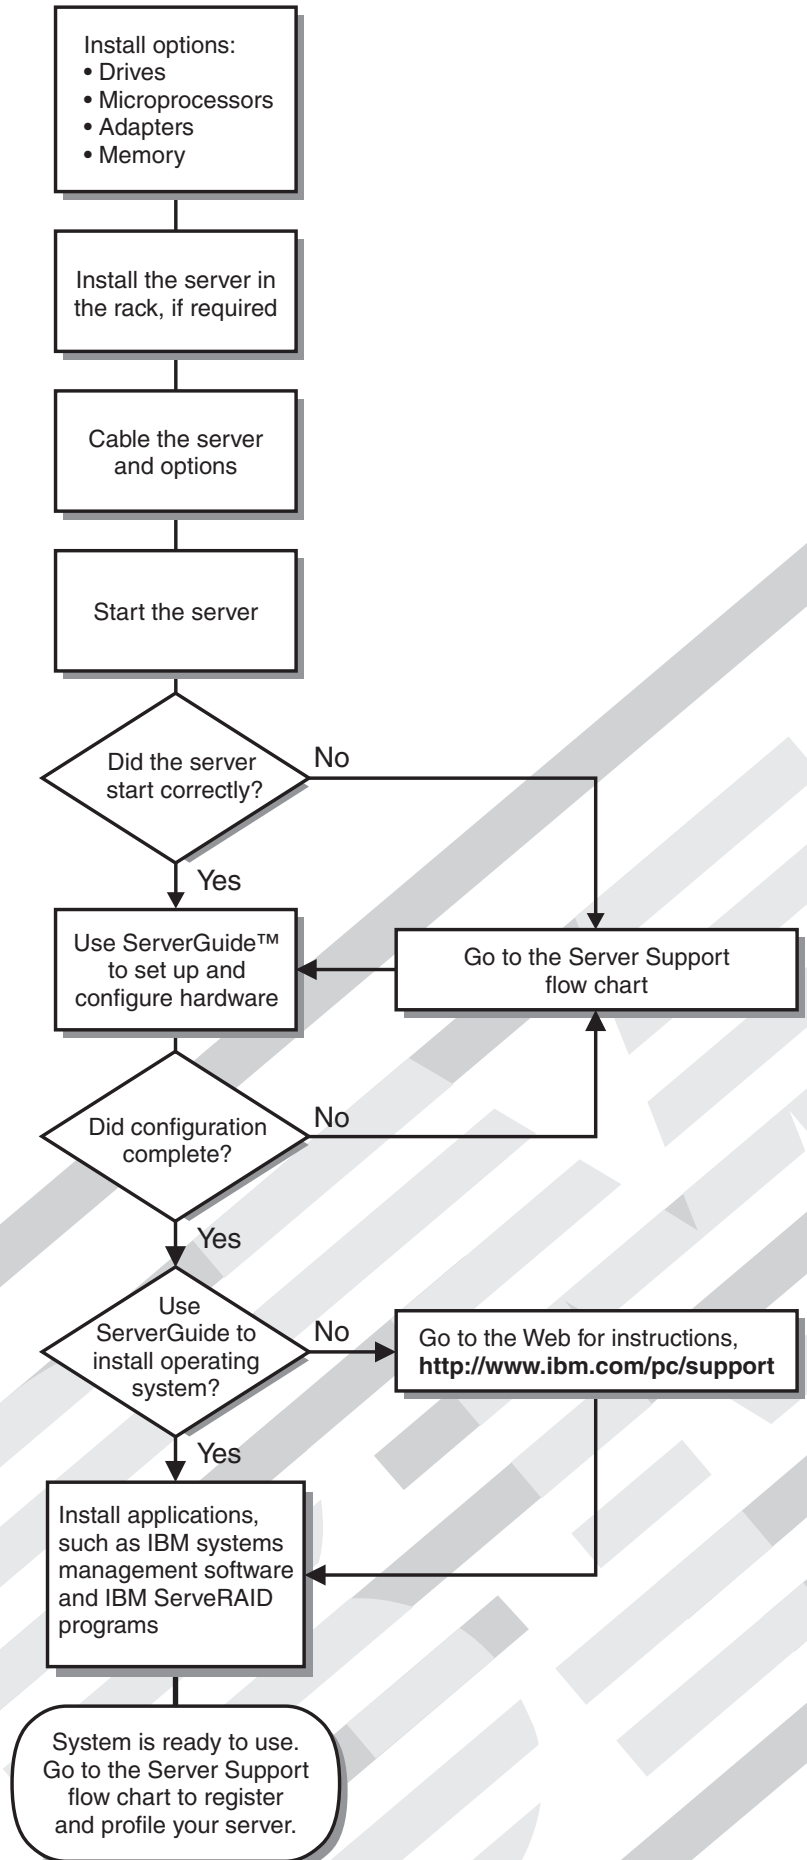 Install options:
• Drives
• Microprocessors
• Adapters
• Memory
Install the server in
the rack, if required
Cable the server
and options
Start the server
Did the server
start correctly?
No
Yes
Use ServerGuide™
to set up and
configure hardware
Go to the Server Support
flow chart
Did configuration
complete?
No
Yes
Use
ServerGuide to
install operating
system?
No
Go to the Web for instructions,
http://www.ibm.com/pc/support
Yes
Install applications,
such as IBM systems
management software
and IBM ServeRAID
programs
System is ready to use.
Go to the Server Support
flow chart to register
and profile your server.